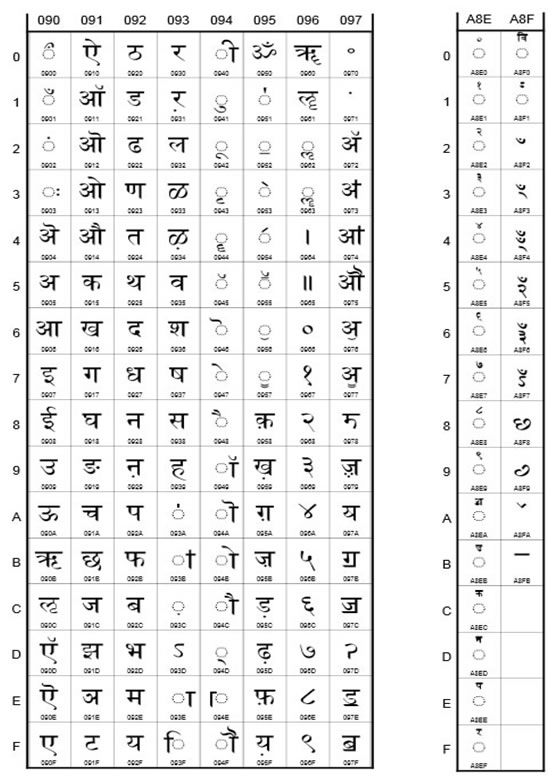 090 091 092 093 094 095 096 097 A8E A8F
0 ऀ ऐ ठ र ी ॐ ॠ ॰ 0 ꣠ ꣰
0900 0910 0920 0930 0940 0950 0960 0970 A8E0 A8F0
1 ँ ऑ ड ऱ ु ॑ ॡ ॱ 1 ꣡ ꣱
0901 0911 0921 0931 0941 0951 0961 0971 A8E1 A8F1
2 ं ऒ ढ ल ू ॒ ॢ ॲ 2 ꣢ ꣲ
0902 0912 0922 0932 0942 0952 0962 0972 A8E2 A8F2
3 ः ओ ण ळ ृ ॓ ॣ ॳ 3 ꣣ ꣳ
0903 0913 0923 0933 0943 0953 0963 0973 A8E3 A8F3
4 ऄ औ त ऴ ॄ ॔ । ॴ 4 ꣤ ꣴ
0904 0914 0924 0934 0944 0954 0964 0974 A8E4 A8F4
5 अ क थ व ॅ ॕ ॥ ॵ 5 ꣥ ꣵ
0905 0915 0925 0935 0945 0955 0965 0975 A8E5 A8F5
6 आ ख द श ॆ ॖ ० ॶ 6 ꣦ ꣶ
0906 0916 0926 0936 0946 0956 0966 0976 A8E6 A8F6
7 इ ग ध ष े ॗ १ ॷ 7 ꣧ ꣷ
0907 0917 0927 0937 0947 0957 0967 0977 A8E7 A8F7
8 ई घ न स ै क़ २ ॸ 8 ꣨ ꣸
0908 0918 0928 0938 0948 0958 0968 0978 A8E8 A8F8
9 उ ङ ऩ ह ॉ ख़ ३ ॹ 9 ꣩ ꣹
0909 0919 0929 0939 0949 0959 0969 0979 A8E9 A8F9
A ऊ च प ऺ ॊ ग़ ४ ॺ A ꣪ ꣺
090A 091A 092A 093A 094A 095A 096A 097A A8EA A8FA
B ऋ छ फ ऻ ो ज़ ५ ॻ B ꣫ ꣻ
090B 091B 092B 093B 094B 095B 096B 097B A8EB A8FB
C ऌ ज ब ़ ौ ड़ ६ ॼ C ꣬
090C 091C 092C 093C 094C 095C 096C 097C A8EC
D ऍ झ भ ऽ ् ढ़ ७ ॽ D ꣭
090D 091D 092D 093D 094D 095D 096D 097D A8ED
E ऎ ञ म ा ॎ फ़ ८ ॾ E ꣮
090E 091E 092E 093E 094E 095E 096E 097E A8EE
F ए ट य ि ॏ य़ ९ ॿ F ꣯
090F 091F 092F 093F 094F 095F 096F 097F A8EF